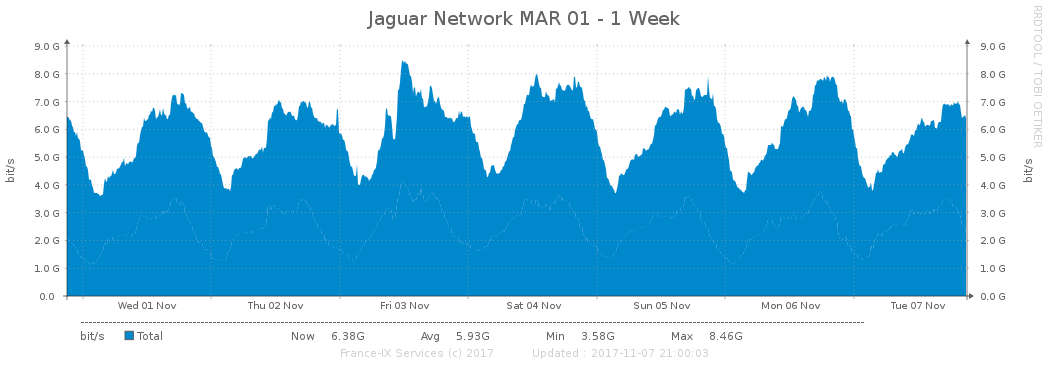 Jaguar Network MAR 01 - 1 Week
RRDTOOL / TOBI OETIKER
bit/s
9.0 G 9.0 G
8.0 G 8.0 G
7.0 G 7.0 G
6.0 G 6.0 G
5.0 G 5.0 G
4.0 G 4.0 G
3.0 G 3.0 G
2.0 G 2.0 G
1.0 G 1.0 G
0.0 0.0 G
bit/s
Wed 01 Nov Thu 02 Nov Fri 03 Nov Sat 04 Nov Sun 05 Nov Mon 06 Nov Tue 07 Nov
bit/s Total Now 6.38G Avg 5.93G Min 3.58G Max 8.46G
France-IX Services (c) 2017 Updated : 2017-11-07 21:00:03